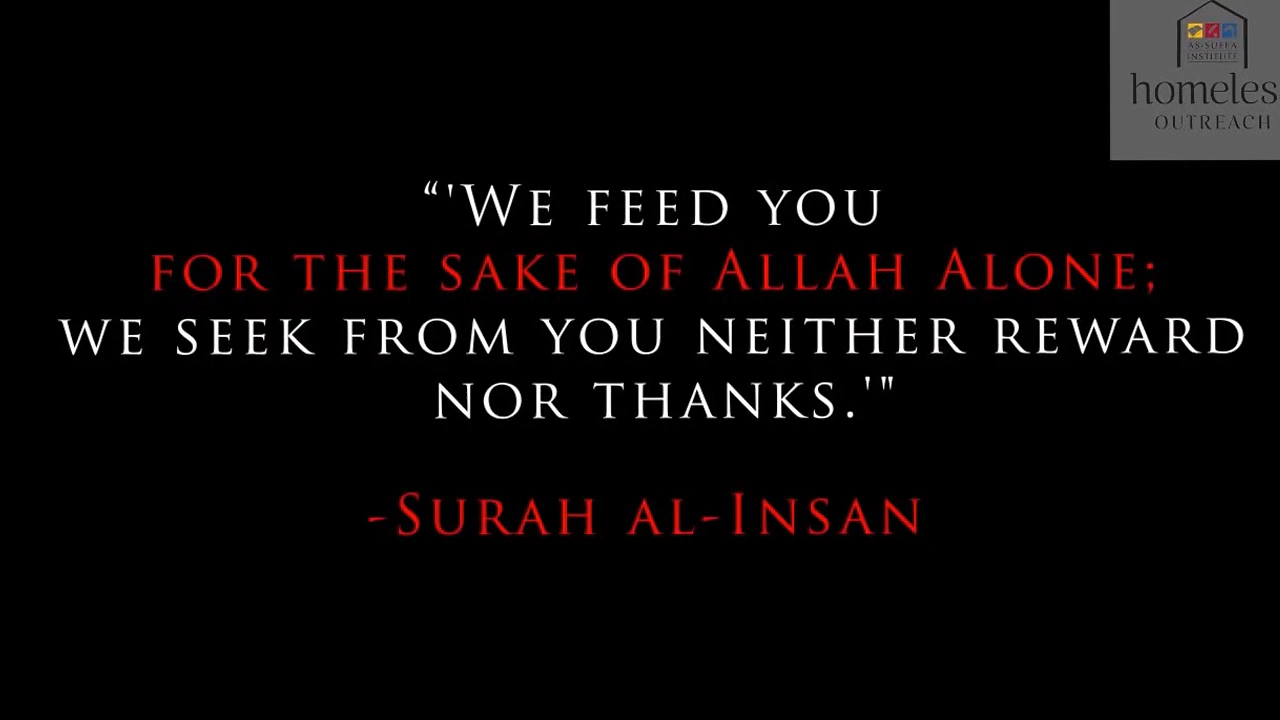 AS-SUFFA
INSTITUTE
homeles
OUTREACH
“'WE FEED YOU
FOR THE SAKE OF ALLAH ALONE;
WE SEEK FROM YOU NEITHER REWARD
NOR THANKS.'"
-SURAH AL-INSAN